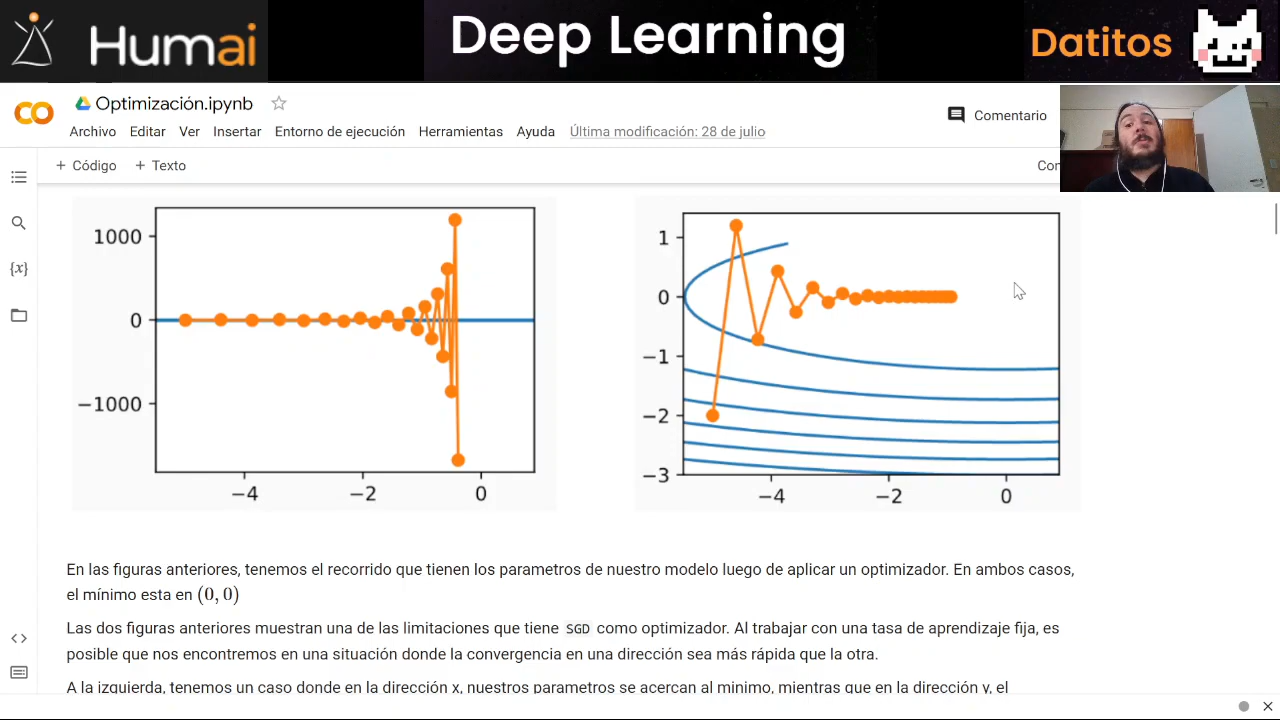 Humai
Deep Learning
Datitos
Optimización.ipynb
Comentario
Archivo Editar Ver Insertar Entorno de ejecución Herramientas Ayuda Última modificación: 28 de julio
+ Código + Texto
Con
{x}
1000
0
−1000
−4 −2 0
1
0
−1
−2
−3
−4 −2 0
En las figuras anteriores, tenemos el recorrido que tienen los parametros de nuestro modelo luego de aplicar un optimizador. En ambos casos,
el mínimo esta en (0, 0)
Las dos figuras anteriores muestran una de las limitaciones que tiene SGD como optimizador. Al trabajar con una tasa de aprendizaje fija, es
posible que nos encontremos en una situación donde la convergencia en una dirección sea más rápida que la otra.
A la izquierda, tenemos un caso donde en la dirección x, nuestros parametros se acercan al minimo, mientras que en la dirección y, el